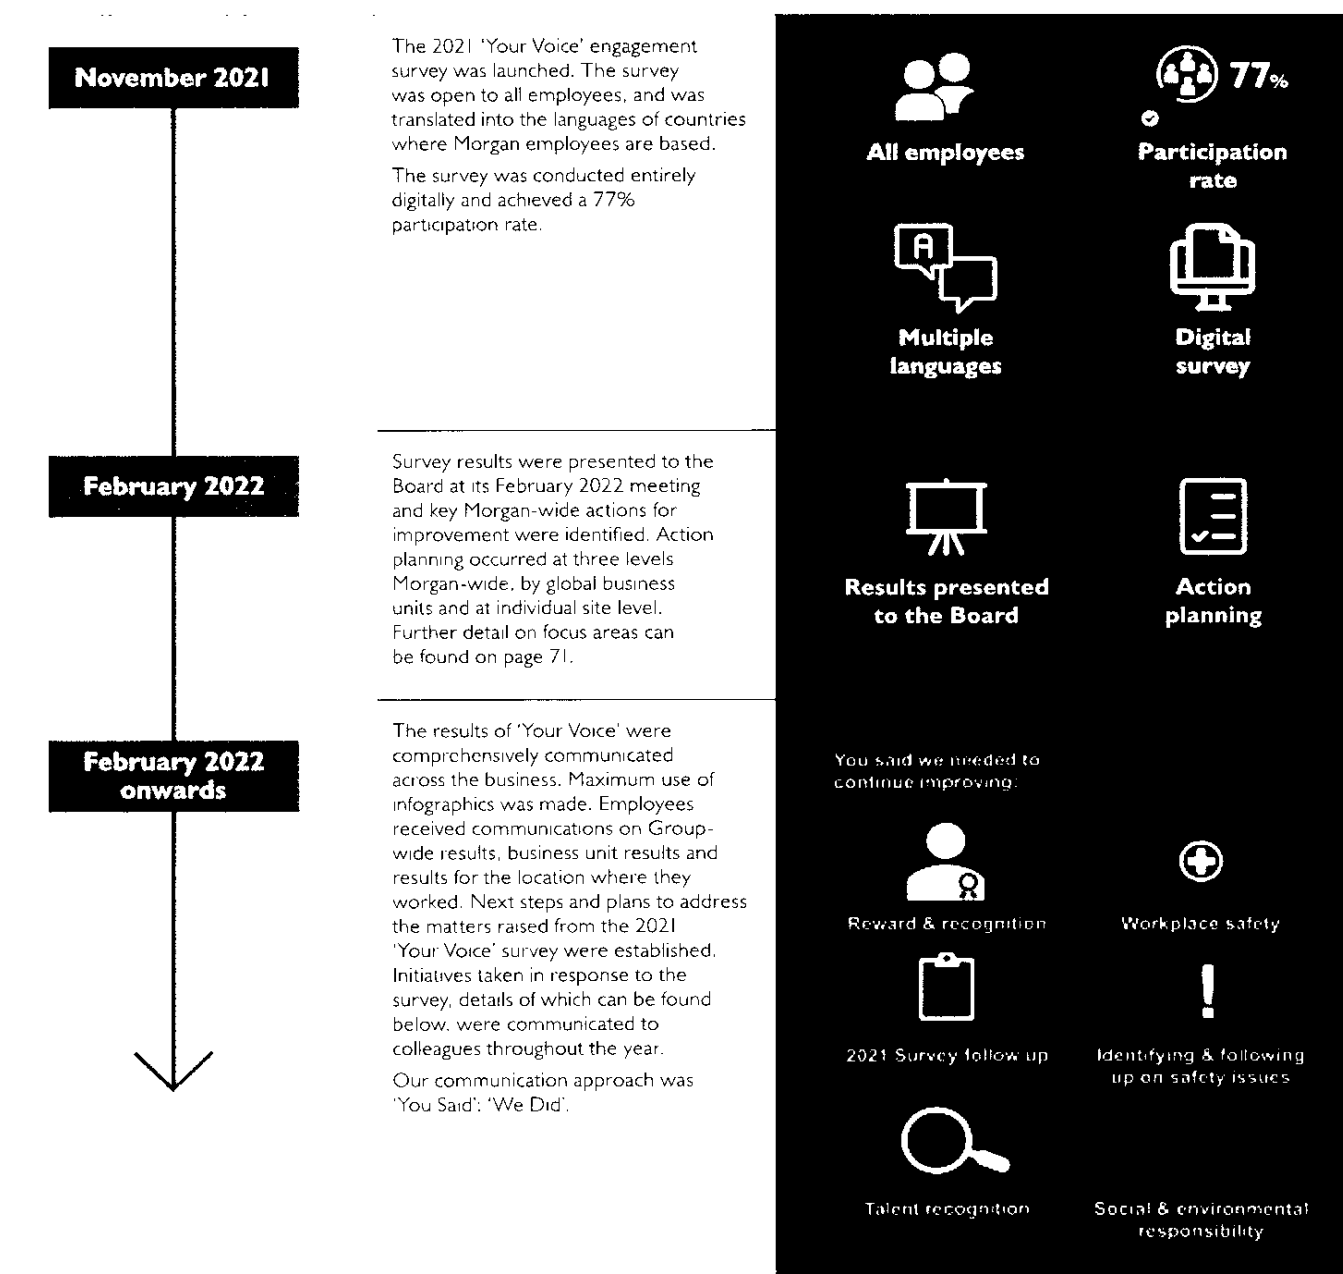 November 2021
The 2021 'Your Voice' engagement
survey was launched. The survey
was open to all employees, and was
translated into the languages of countries
where Morgan employees are based.
The survey was conducted entirely
digitally and achieved a 77%
participation rate.
All employees
77%
Participation
rate
A
Multiple
languages
Digital
survey
February 2022
Survey results were presented to the
Board at its February 2022 meeting
and key Morgan-wide actions for
improvement were identified. Action
planning occurred at three levels
Morgan-wide, by global business
units and at individual site level.
Further detail on focus areas can
be found on page 71.
Results presented
to the Board
Action
planning
February 2022
onwards
The results of 'Your Voice' were
comprehensively communicated
across the business. Maximum use of
infographics was made. Employees
received communications on Group-
wide results, business unit results and
results for the location where they
worked. Next steps and plans to address
the matters raised from the 2021
'Your Voice' survey were established.
Initiatives taken in response to the
survey, details of which can be found
below, were communicated to
colleagues throughout the year.
Our communication approach was
'You Said'; 'We Did'.
You said we needed to
continue improving:
Reward & recognition
Workplace safety
2021 Survey follow up
Identifying & following
up on safety issues
Talent recognition
Social & environmental
responsibility